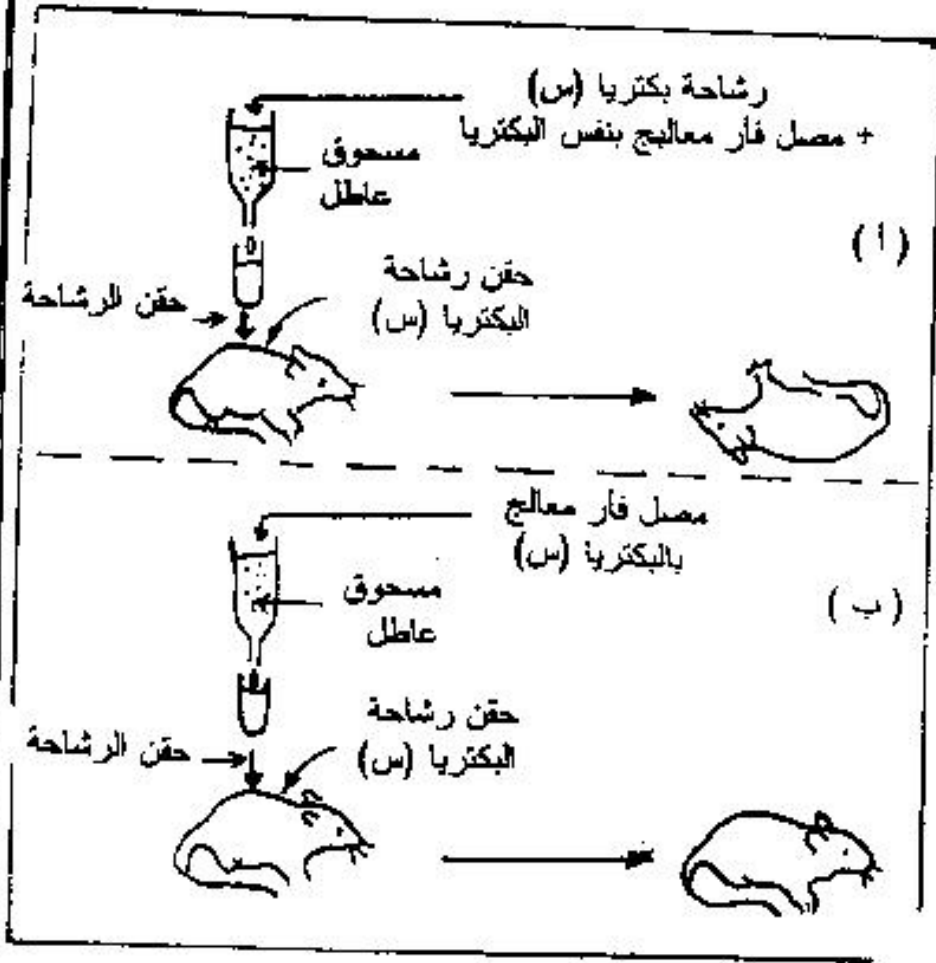 رشاحة بكتريا (س)
+ مصل فأر معاليج بنفس البكتريا
مسحوق
عاطل
(أ)
حقن رشاحة
البكتريا (س)
حقن الرشاحة
مصل فأر معالج
بالبكتريا (س)
مسحوق
عاطل
(ب)
حقن رشاحة
البكتريا (س)
حقن الرشاحة